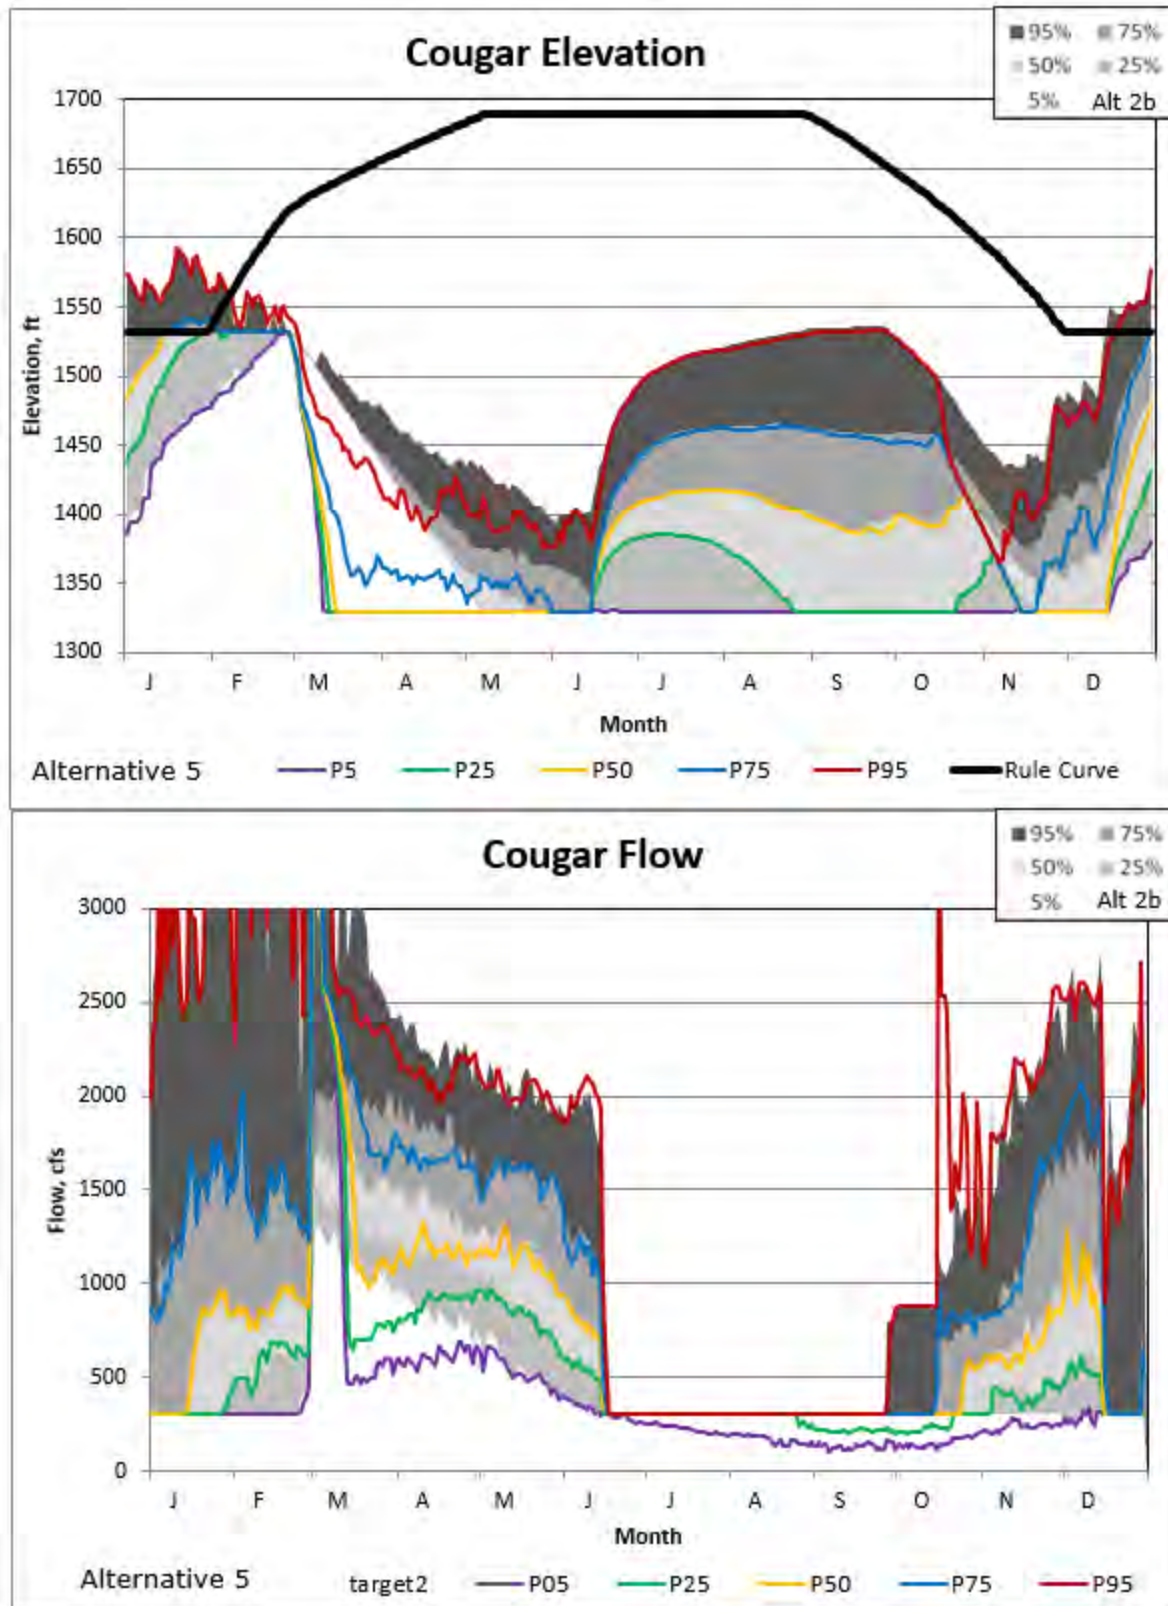 Cougar Elevation
95% 75%
50% 25%
5% Alt 2b
1700
1650
1600
1550
1500
1450
1400
1350
1300
Elevation, ft
J F M A M J J A S O N D
Month
Alternative 5 P5 P25 P50 P75 P95 Rule Curve
Cougar Flow
95% 75%
50% 25%
5% Alt 2b
3000
2500
2000
1500
1000
500
0
Flow, cfs
J F M A M J J A S O N D
Month
Alternative 5 target2 P05 P25 P50 P75 P95